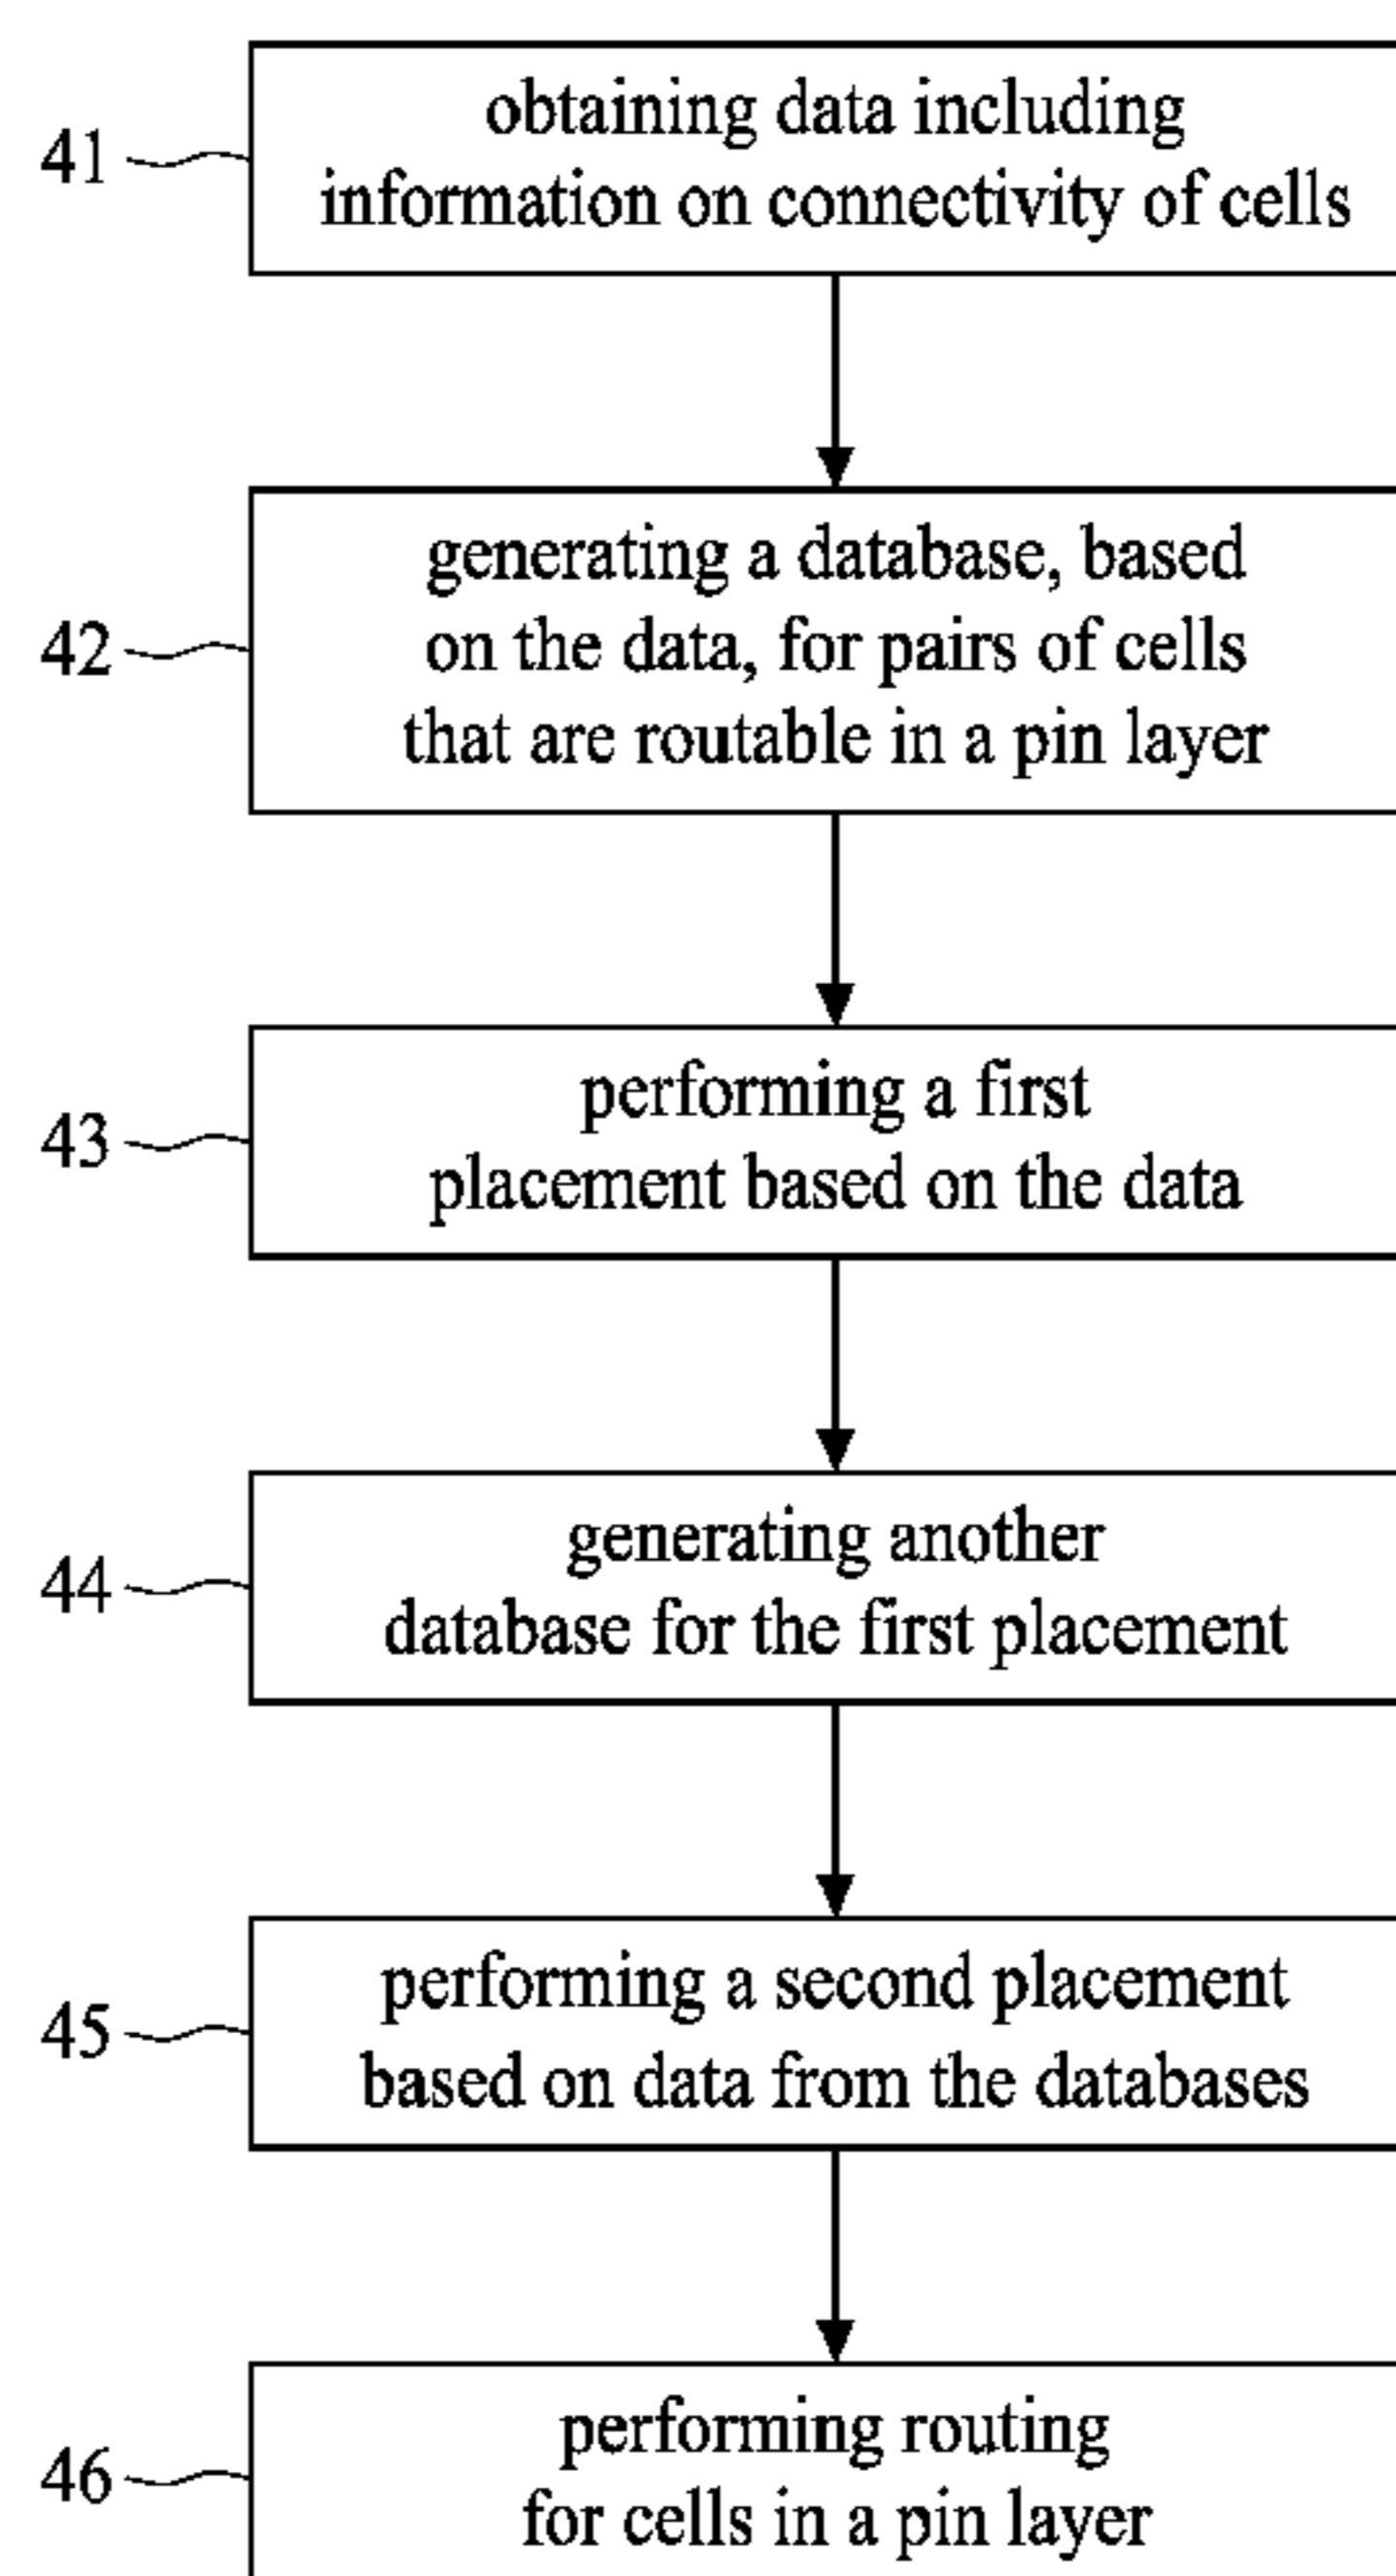 41
obtaining data including
information on connectivity of cells
42
generating a database, based
on the data, for pairs of cells
that are routable in a pin layer
43
performing a first
placement based on the data
44
generating another
database for the first placement
45
performing a second placement
based on data from the databases
46
performing routing
for cells in a pin layer